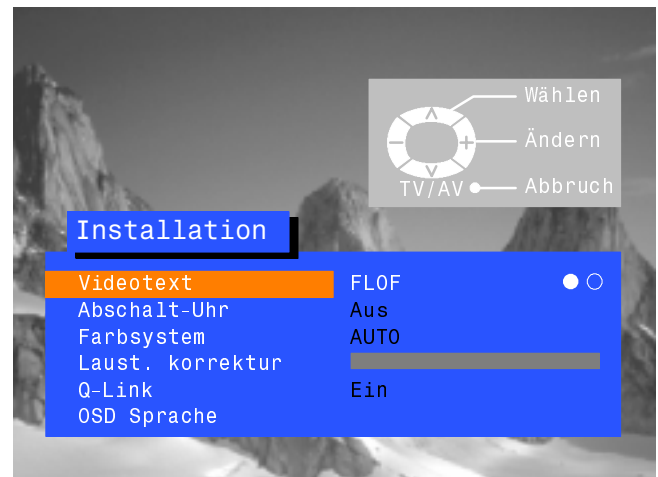 Wählen
Ändern
TV/AV Abbruch
Installation
Videotext FLOF
Abschalt-Uhr Aus
Farbsystem AUTO
Laust. korrektur
Q-Link Ein
OSD Sprache